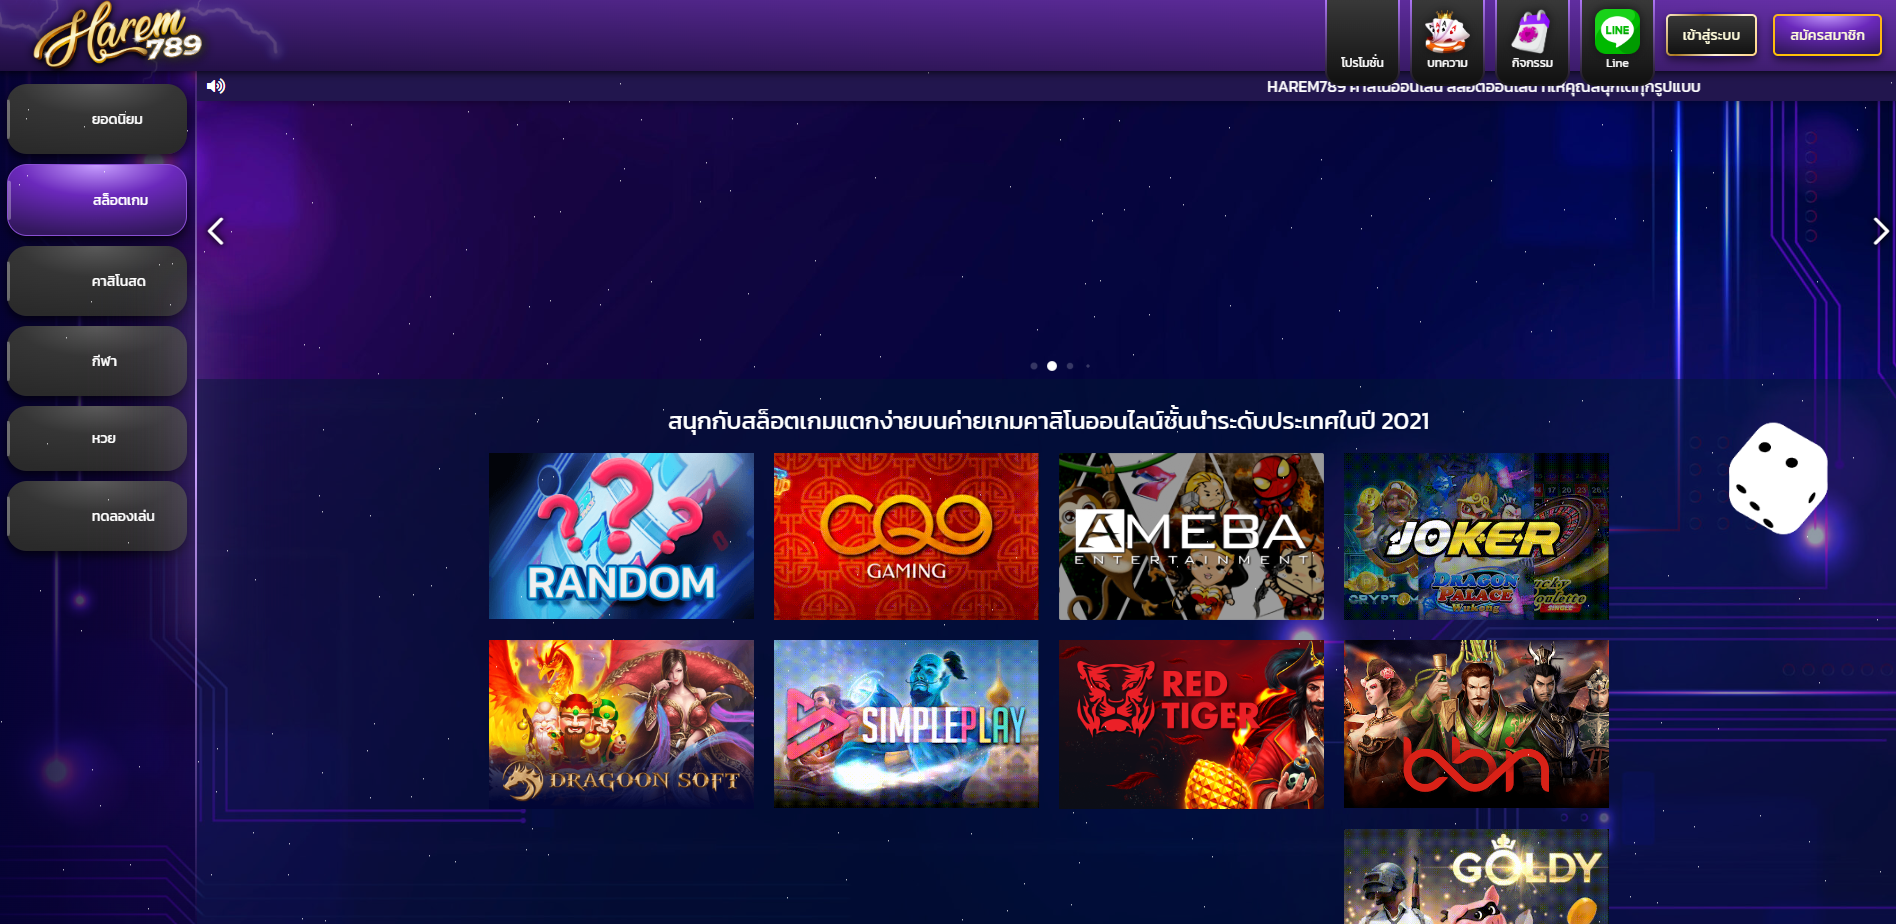 Harem
789
โปรโมชั่น
บทความ
กิจกรรม
LINE
Line
เข้าสู่ระบบ
สมัครสมาชิก
HAREM789 คาสิโนออนไลน์ สล็อตออนไลน์ ที่ให้คุณสนุกได้ทุกรูปแบบ
ยอดนิยม
สล็อตเกม
คาสิโนสด
กีฬา
หวย
ทดลองเล่น
สนุกกับสล็อตเกมแตกง่ายบนค่ายเกมคาสิโนออนไลน์ชั้นนำระดับประเทศในปี 2021
RANDOM
CQ9
GAMING
AMEBA
ENTERTAINMENT
JOKER
DRAGON
PALACE
Wukong
Roulette
SINGLE
DRAGOON SOFT
SIMPLEPLAY
RED
TIGER
bbin
GOLDY